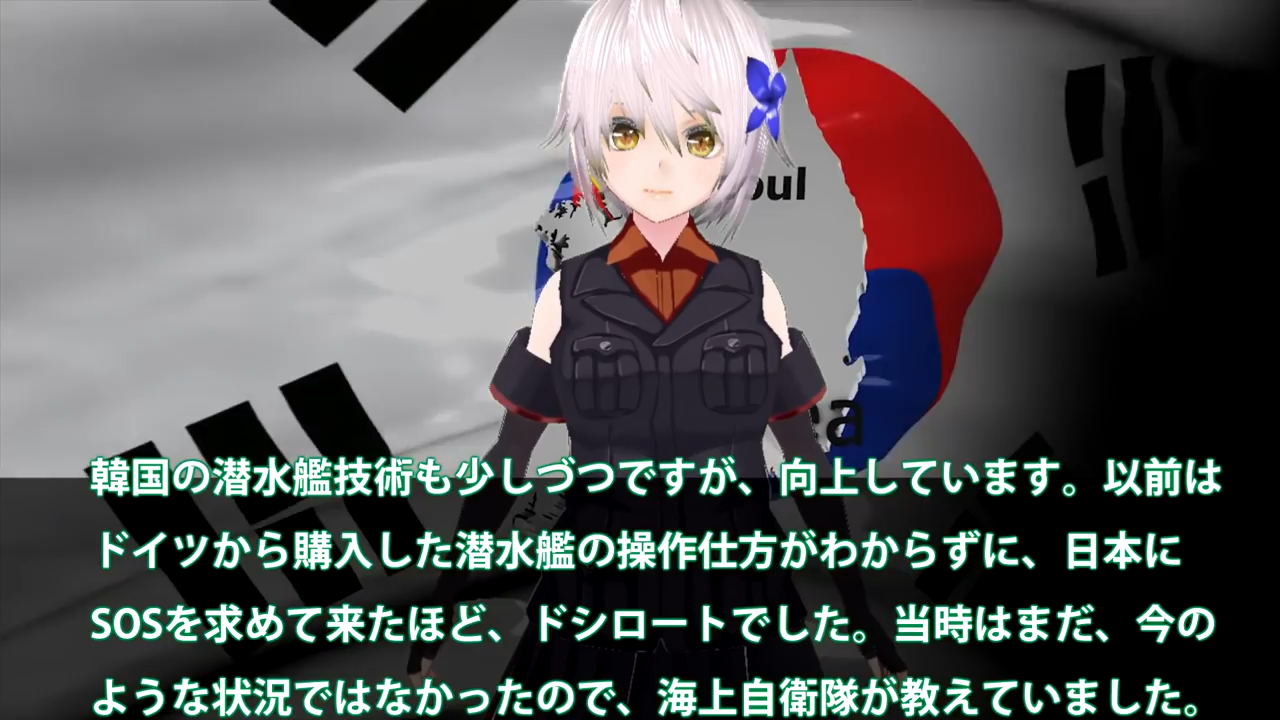 oul
ea
韓国の潜水艦技術も少しづつですが、向上しています。以前は
ドイツから購入した潜水艦の操作仕方がわからずに、日本に
SOSを求めて来たほど、ドシロートでした。当時はまだ、今の
ような状況ではなかったので、海上自衛隊が教えていました。